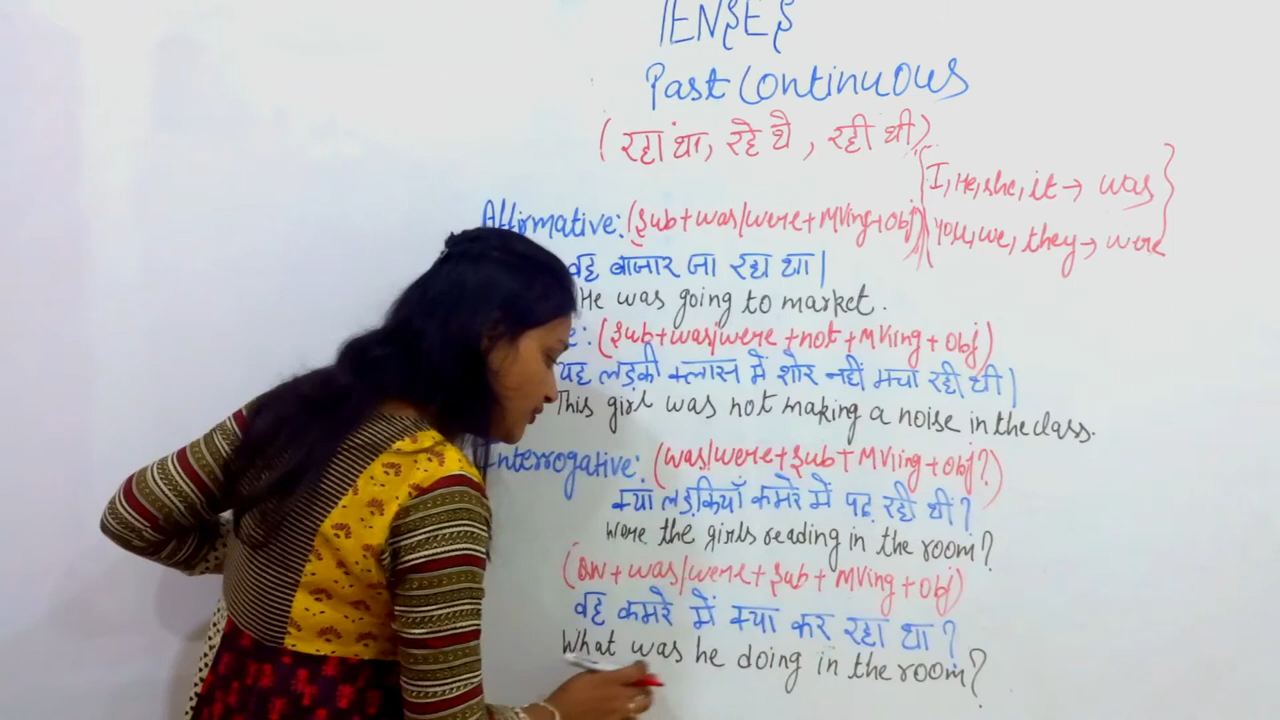 TENSES
Past Continuous
(रहा था, रहे थे, रही थी)
{I, He, she, it → was}
{You, we, they → were}
Affirmative: (Sub+was/were+MVing+Obj)
वह बाजार जा रहा था|
He was going to market.
(Sub+was/were+not+MVing+Obj)
यह लड़की क्लास में शोर नहीं मचा रही थी|
This girl was not making a noise in the class.
Interrogative: (was/were+Sub+MVing+Obj?)
क्या लड़कियाँ कमरे में पढ़ रही थीं?
Were the girls reading in the room?
(QW+was/were+Sub+MVing+Obj)
वह कमरे में क्या कर रहा था?
What was he doing in the room?